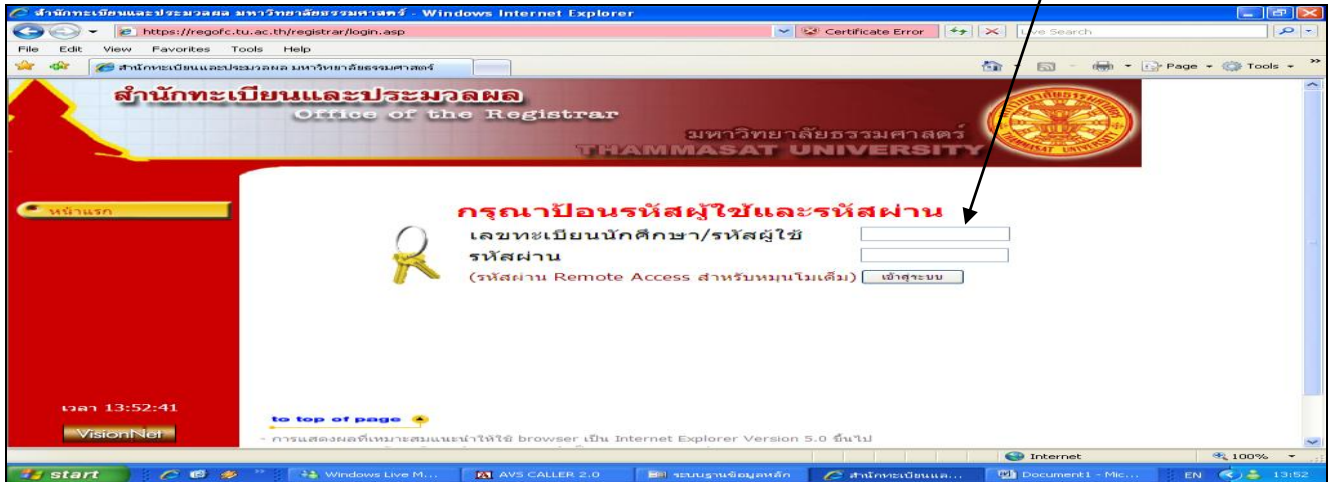 สำนักทะเบียนและประมวลผล มหาวิทยาลัยธรรมศาสตร์ - Windows Internet Explorer
https://regofc.tu.ac.th/registrar/login.asp
Certificate Error
Live Search
File Edit View Favorites Tools Help
สำนักทะเบียนและประมวลผล มหาวิทยาลัยธรรมศาสตร์
Page
Tools
สำนักทะเบียนและประมวลผล
Office of the Registrar
มหาวิทยาลัยธรรมศาสตร์
THAMMASAT UNIVERSITY
หน้าแรก
กรุณาป้อนรหัสผู้ใช้และรหัสผ่าน
เลขทะเบียนนักศึกษา/รหัสผู้ใช้
รหัสผ่าน
(รหัสผ่าน Remote Access สำหรับหมุนโมเด็ม) เข้าสู่ระบบ
เวลา 13:52:41
VisionNet
to top of page
- การแสดงผลที่เหมาะสมแนะนำให้ใช้ browser เป็น Internet Explorer Version 5.0 ขึ้นไป
Internet 100%
start Windows Live M... AVS CALLER 2.0 ระบบฐานข้อมูลหลัก สำนักทะเบียนแล... Document1 - Mic... EN 13:52